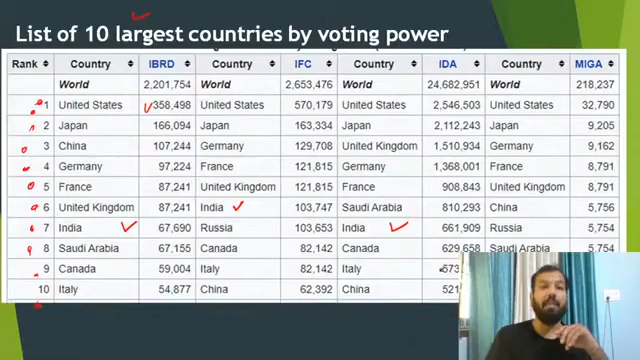 List of 10 largest countries by voting power
Rank Country IBRD Country IFC Country IDA Country MIGA
World 2,201,754 World 2,653,476 World 24,682,951 World 218,237
1 United States 358,498 United States 570,179 United States 2,546,503 United States 32,790
2 Japan 166,094 Japan 163,334 Japan 2,112,243 Japan 9,205
3 China 107,244 Germany 129,708 United Kingdom 1,510,934 Germany 9,162
4 Germany 97,224 France 121,815 Germany 1,368,001 France 8,791
5 France 87,241 United Kingdom 121,815 France 908,843 United Kingdom 8,791
6 United Kingdom 87,241 India 103,747 Saudi Arabia 810,293 China 5,756
7 India 67,690 Russia 103,653 India 661,909 Russia 5,754
8 Saudi Arabia 67,155 Canada 82,142 Canada 629,658 Saudi Arabia 5,754
9 Canada 59,004 Italy 82,142 Italy 573
10 Italy 54,877 China 62,392 China 521